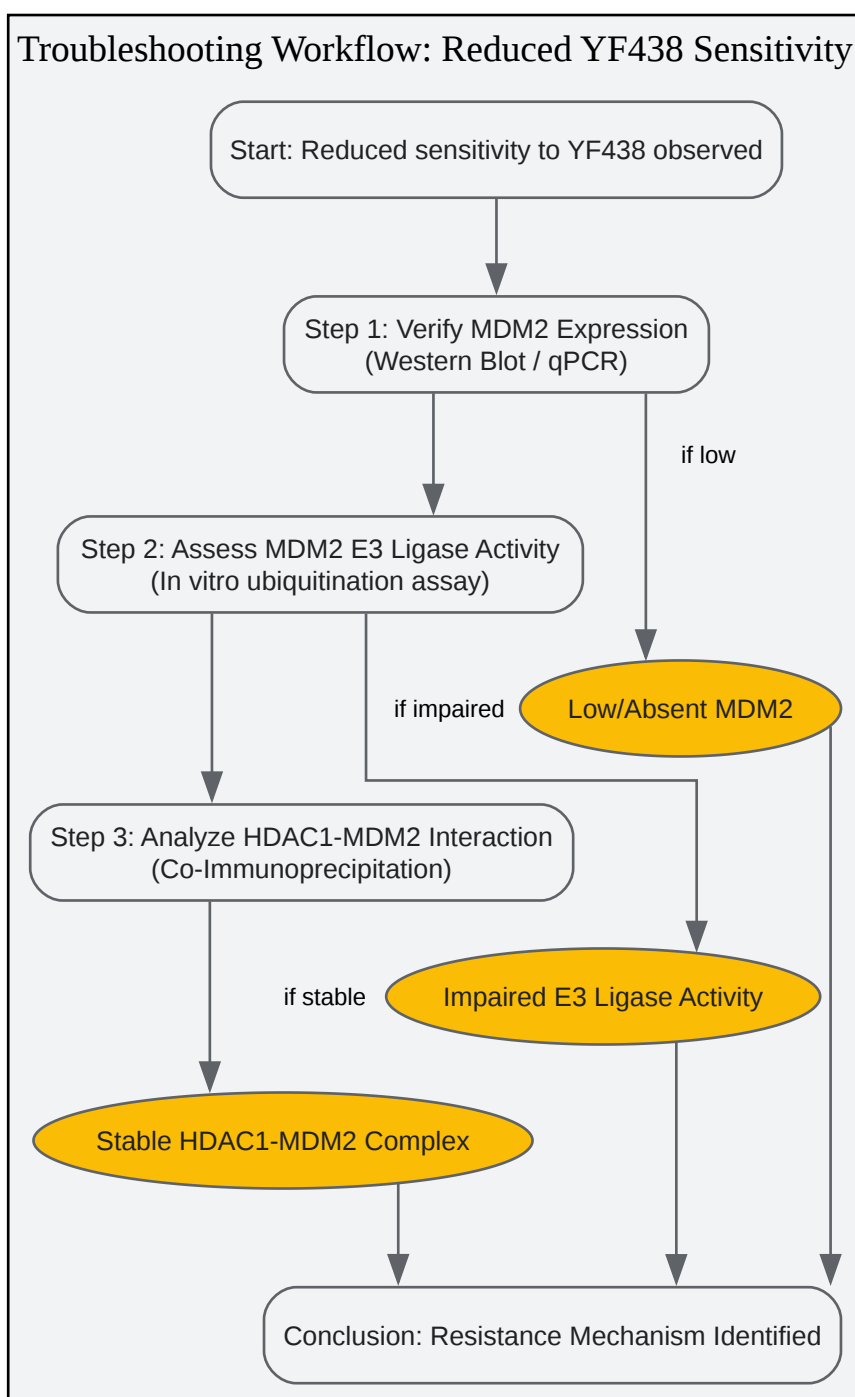 Troubleshooting Workflow: Reduced YF438 Sensitivity
Start: Reduced sensitivity to YF438 observed
Step 1: Verify MDM2 Expression
(Western Blot / qPCR)
if low
Step 2: Assess MDM2 E3 Ligase Activity
(In vitro ubiquitination assay)
if impaired
Low/Absent MDM2
Step 3: Analyze HDAC1-MDM2 Interaction
(Co-Immunoprecipitation)
if stable
Impaired E3 Ligase Activity
Stable HDAC1-MDM2 Complex
Conclusion: Resistance Mechanism Identified